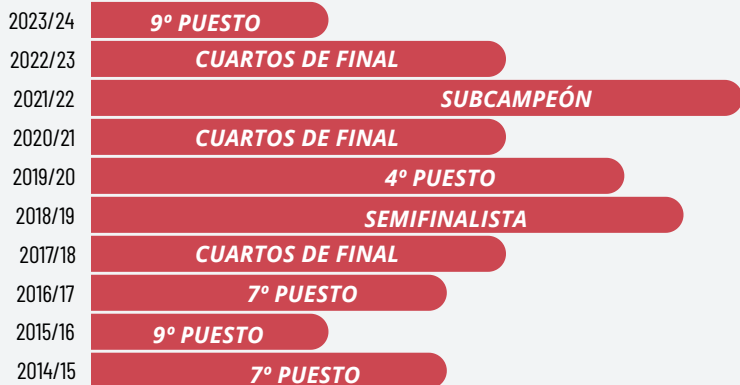 2023/24 9º PUESTO
2022/23 CUARTOS DE FINAL
2021/22 SUBCAMPEÓN
2020/21 CUARTOS DE FINAL
2019/20 4º PUESTO
2018/19 SEMIFINALISTA
2017/18 CUARTOS DE FINAL
2016/17 7º PUESTO
2015/16 9º PUESTO
2014/15 7º PUESTO